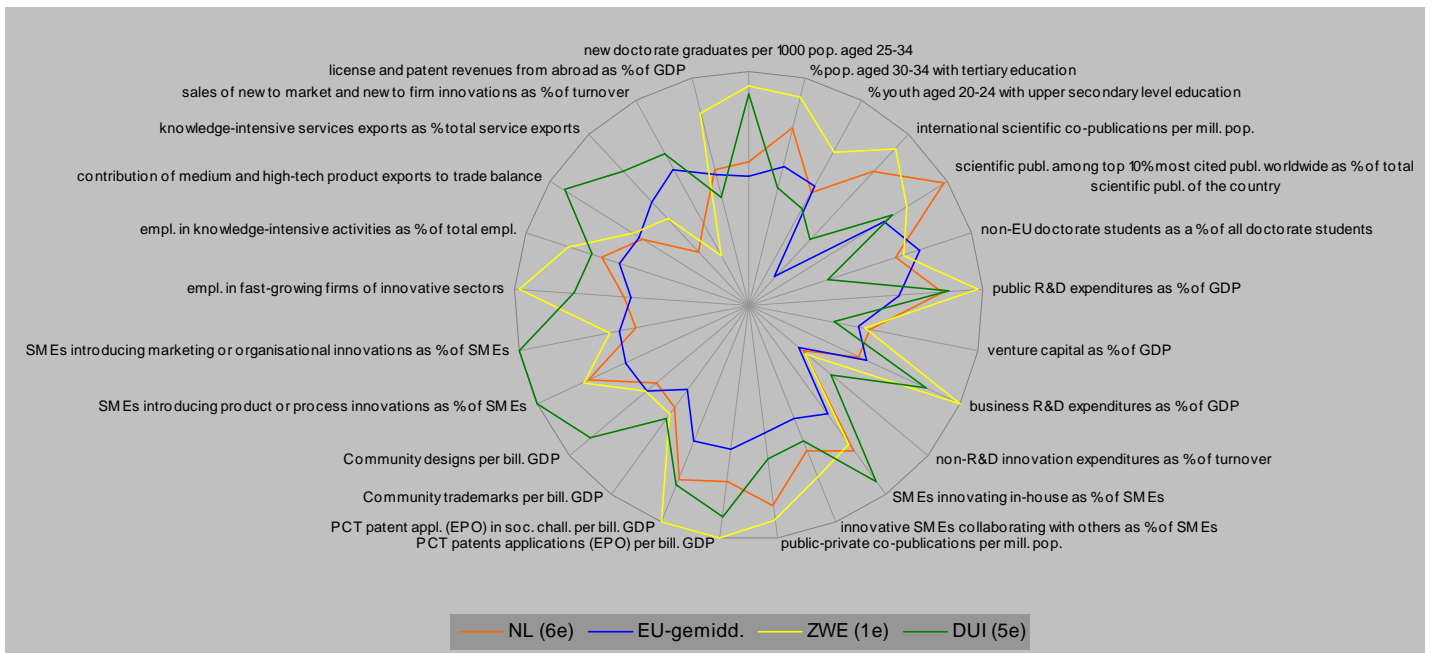 new doctorate graduates per 1000 pop. aged 25-34
license and patent revenues from abroad as % of GDP
% pop. aged 30-34 with tertiary education
sales of new to market and new to firm innovations as % of turnover
% youth aged 20-24 with upper secondary level education
knowledge-intensive services exports as % total service exports
international scientific co-publications per mill. pop.
contribution of medium and high-tech product exports to trade balance
scientific publ. among top 10% most cited publ. worldwide as % of total
scientific publ. of the country
empl. in knowledge-intensive activities as % of total empl.
non-EU doctorate students as a % of all doctorate students
empl. in fast-growing firms of innovative sectors
public R&D expenditures as % of GDP
SMEs introducing marketing or organisational innovations as % of SMEs
venture capital as % of GDP
SMEs introducing product or process innovations as % of SMEs
business R&D expenditures as % of GDP
Community designs per bill. GDP
non-R&D innovation expenditures as % of turnover
Community trademarks per bill. GDP
SMEs innovating in-house as % of SMEs
PCT patent appl. (EPO) in soc. chall. per bill. GDP
innovative SMEs collaborating with others as % of SMEs
PCT patents applications (EPO) per bill. GDP
public-private co-publications per mill. pop.
NL (6e)
EU-gemidd.
ZWE (1e)
DUI (5e)